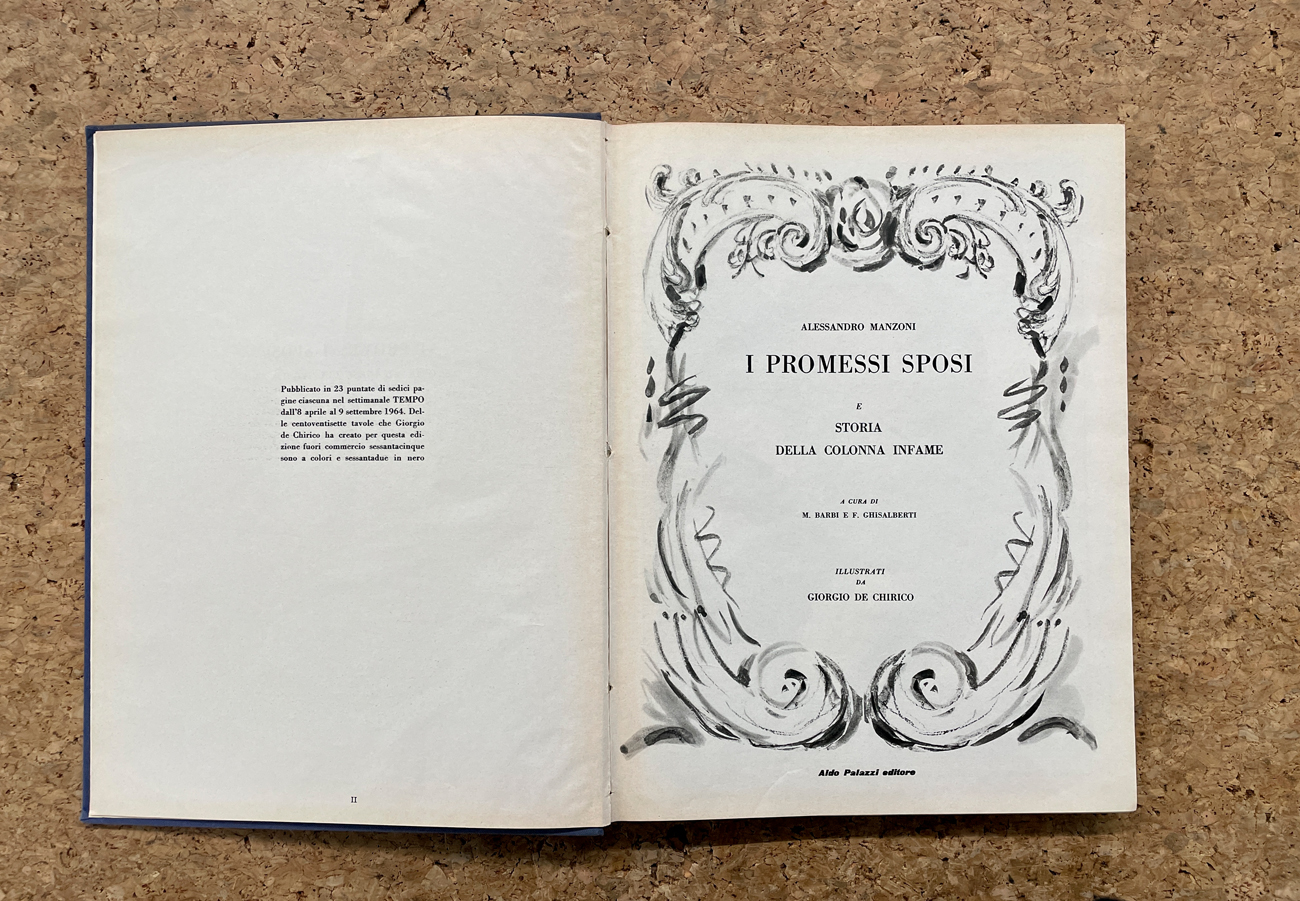 Pubblicato in 23 puntate di sedici pa-
gine ciascuna nel settimanale TEMPO
dall'8 aprile al 9 settembre 1964. Del-
le centoventisette tavole che Giorgio
de Chirico ha creato per questa edi-
zione fuori commercio sessantacinque
sono a colori e sessantadue in nero
II
ALESSANDRO MANZONI
I PROMESSI SPOSI
E
STORIA
DELLA COLONNA INFAME
A CURA DI
M. BARBI E F. GHISALBERTI
ILLUSTRATI
DA
GIORGIO DE CHIRICO
Aldo Palazzi editore